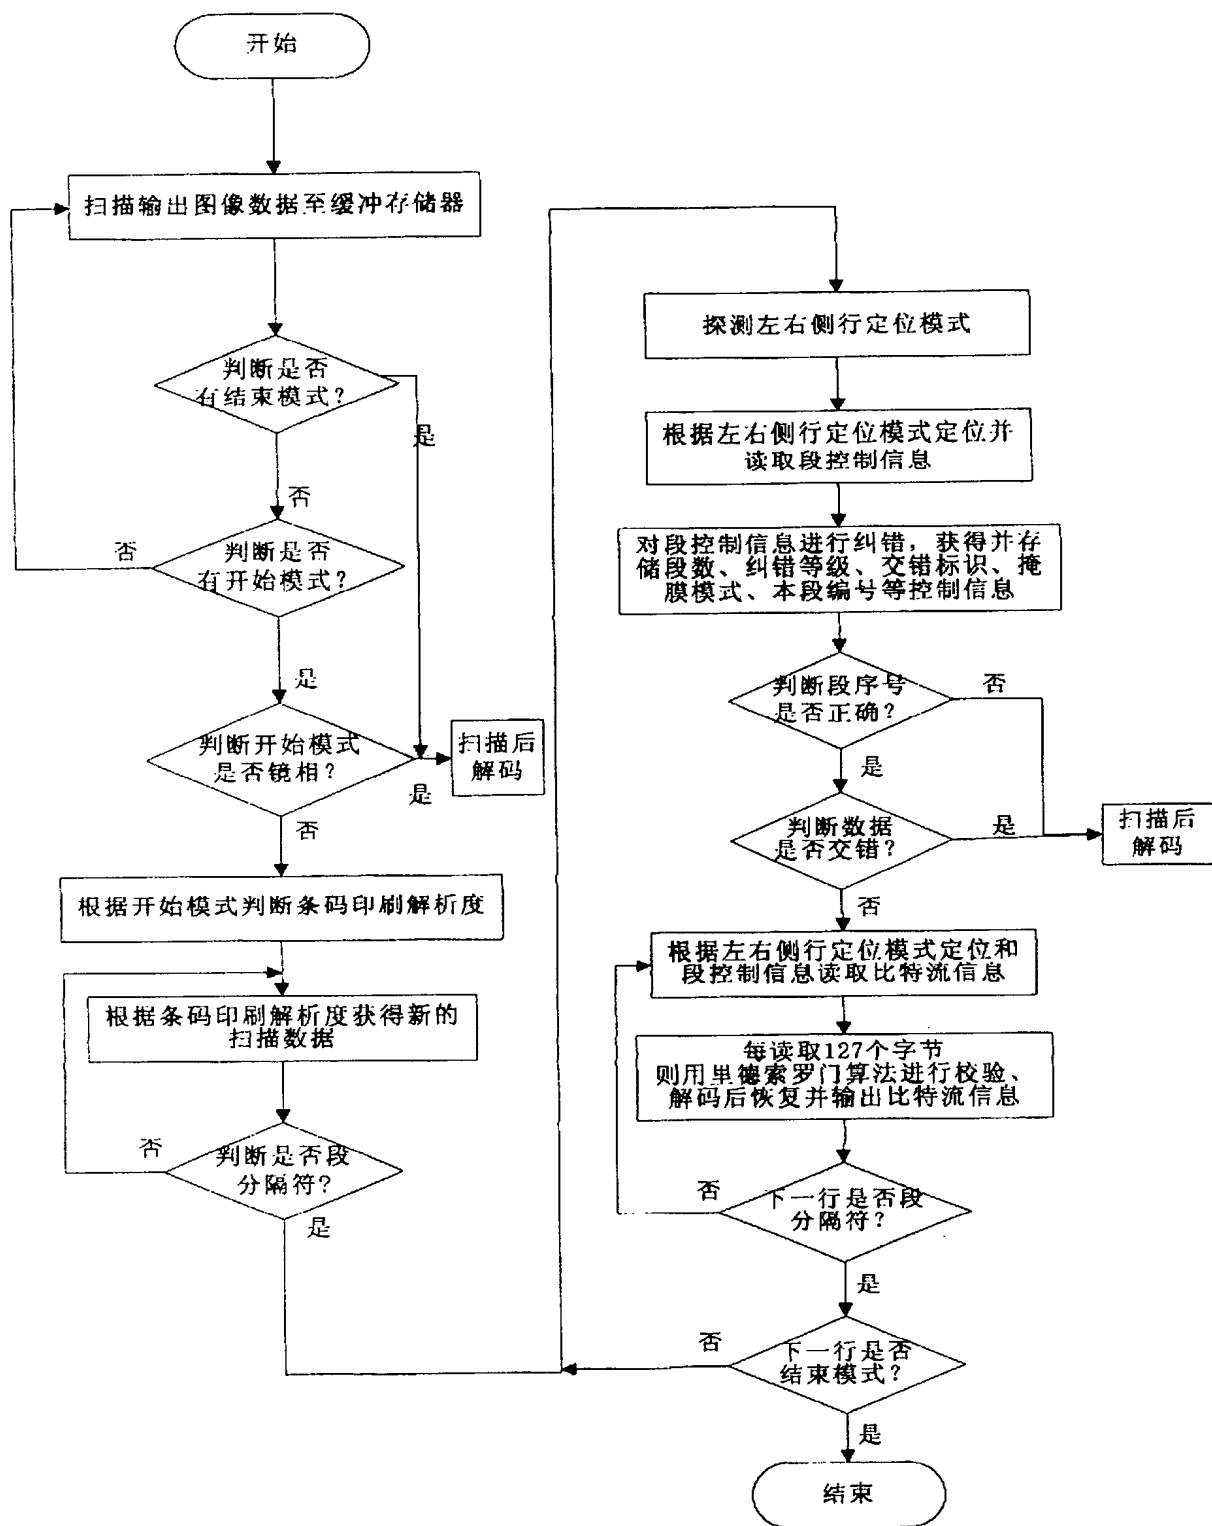 开始
扫描输出图像数据至缓冲存储器
判断是否
有结束模式?
是
否
判断是否
有开始模式?
否
是
判断开始模式
是否镜相?
是
扫描后
解码
否
根据开始模式判断条码印刷解析度
根据条码印刷解析度获得新的
扫描数据
判断是否段
分隔符?
否
是
探测左右侧行定位模式
根据左右侧行定位模式定位并
读取段控制信息
对段控制信息进行纠错，获得并存
储段数、纠错等级、交错标识、掩
膜模式、本段编号等控制信息
判断段序号
是否正确?
否
是
判断数据
是否交错?
是
扫描后
解码
否
根据左右侧行定位模式定位和
段控制信息读取比特流信息
每读取127个字节
则用里德索罗门算法进行校验、
解码后恢复并输出比特流信息
下一行是否段
分隔符?
否
是
下一行是否
结束模式?
否
是
结束